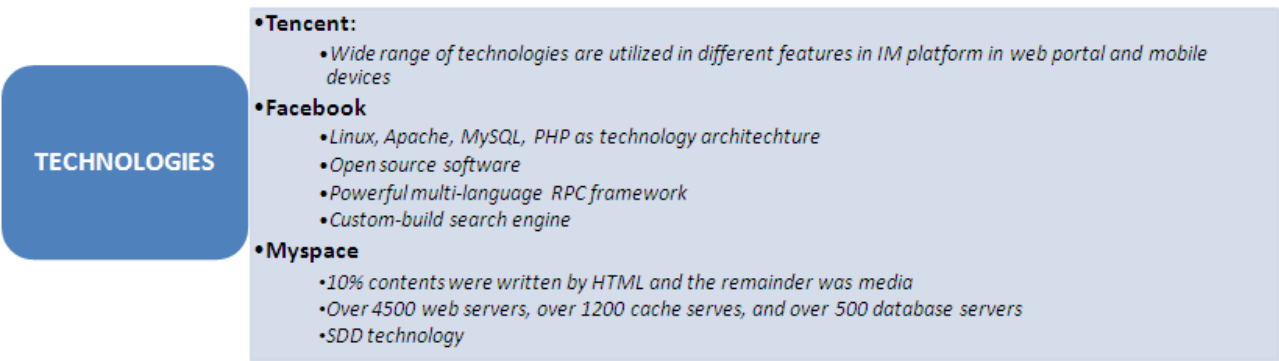 TECHNOLOGIES
•Tencent:
•Wide range of technologies are utilized in different features in IM platform in web portal and mobile
devices
•Facebook
•Linux, Apache, MySQL, PHP as technology architechture
•Open source software
•Powerful multi-language RPC framework
•Custom-build search engine
•Myspace
•10% contents were written by HTML and the remainder was media
•Over 4500 web servers, over 1200 cache serves, and over 500 database servers
•SDD technology